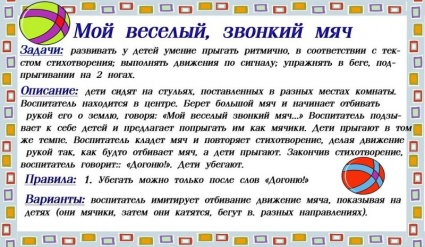 Мой веселый, звонкий мяч
Задачи: развивать у детей умение прыгать ритмично, в соответствии с тек-
стом стихотворения; выполнять движения по сигналу; упражнять в беге, под-
прыгивании на 2 ногах.
Описание: дети сидят на стульях, поставленных в разных местах комнаты.
Воспитатель находится в центре. Берет большой мяч и начинает отбивать
рукой его о землю, говоря: «Мой веселый звонкий мяч...» Воспитатель подзы-
вает к себе детей и предлагает попрыгать им как мячики. Дети прыгают в том
же темпе. Воспитатель кладет мяч и повторяет стихотворение, делая движение
рукой так, как будто отбивает мяч, а дети прыгают. Закончив стихотворение,
воспитатель говорит:: «Догоню!». Дети убегают.
Правила: 1. Убегать можно только после слов «Догоню!»
Варианты: воспитатель имитирует отбивание движение мяча, показывая на
детях (они мячики, затем они катятся, бегут в. разных направлениях).